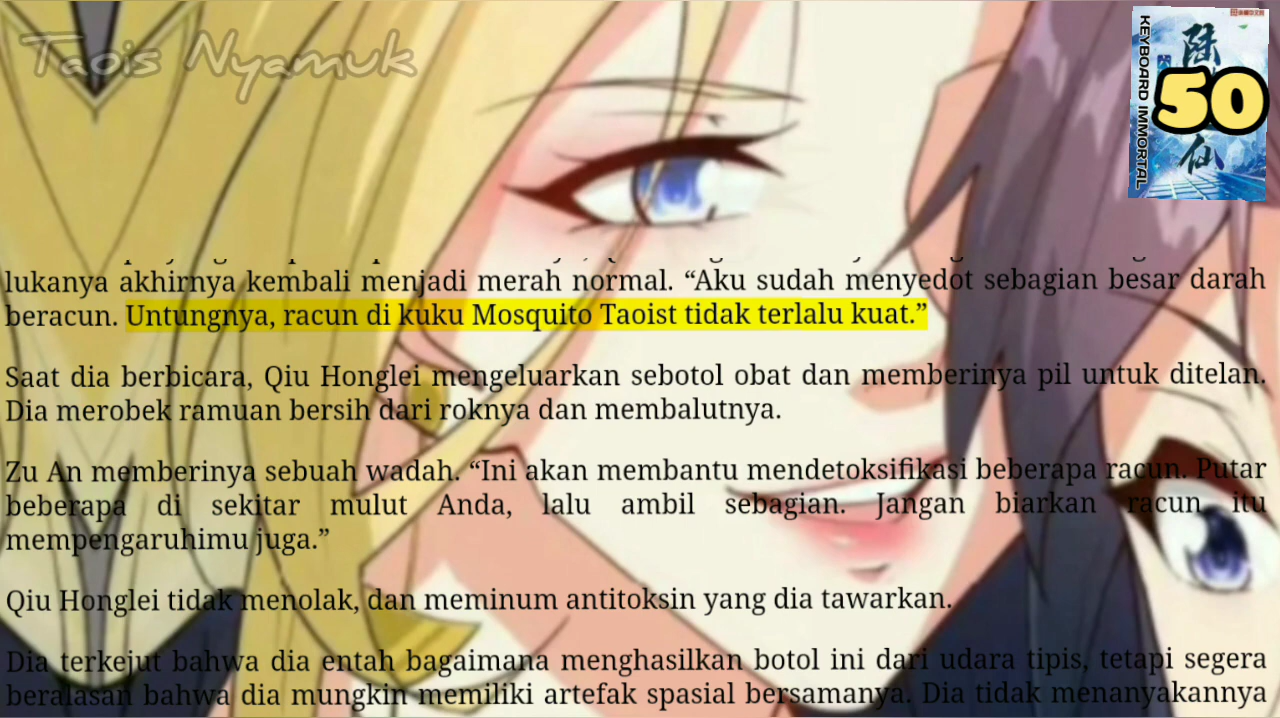 Taois Nyamuk
KEYBOARD IMMORTAL
50
lukanya akhirnya kembali menjadi merah normal. “Aku sudah menyedot sebagian besar darah
beracun. Untungnya, racun di kuku Mosquito Taoist tidak terlalu kuat.”
Saat dia berbicara, Qiu Honglei mengeluarkan sebotol obat dan memberinya pil untuk ditelan.
Dia merobek ramuan bersih dari roknya dan membalutnya.
Zu An memberinya sebuah wadah. “Ini akan membantu mendetoksifikasi beberapa racun. Putar
beberapa di sekitar mulut Anda, lalu ambil sebagian. Jangan biarkan racun itu
mempengaruhimu juga.”
Qiu Honglei tidak menolak, dan meminum antitoksin yang dia tawarkan.
Dia terkejut bahwa dia entah bagaimana menghasilkan botol ini dari udara tipis, tetapi segera
beralasan bahwa dia mungkin memiliki artefak spasial bersamanya. Dia tidak menanyakannya